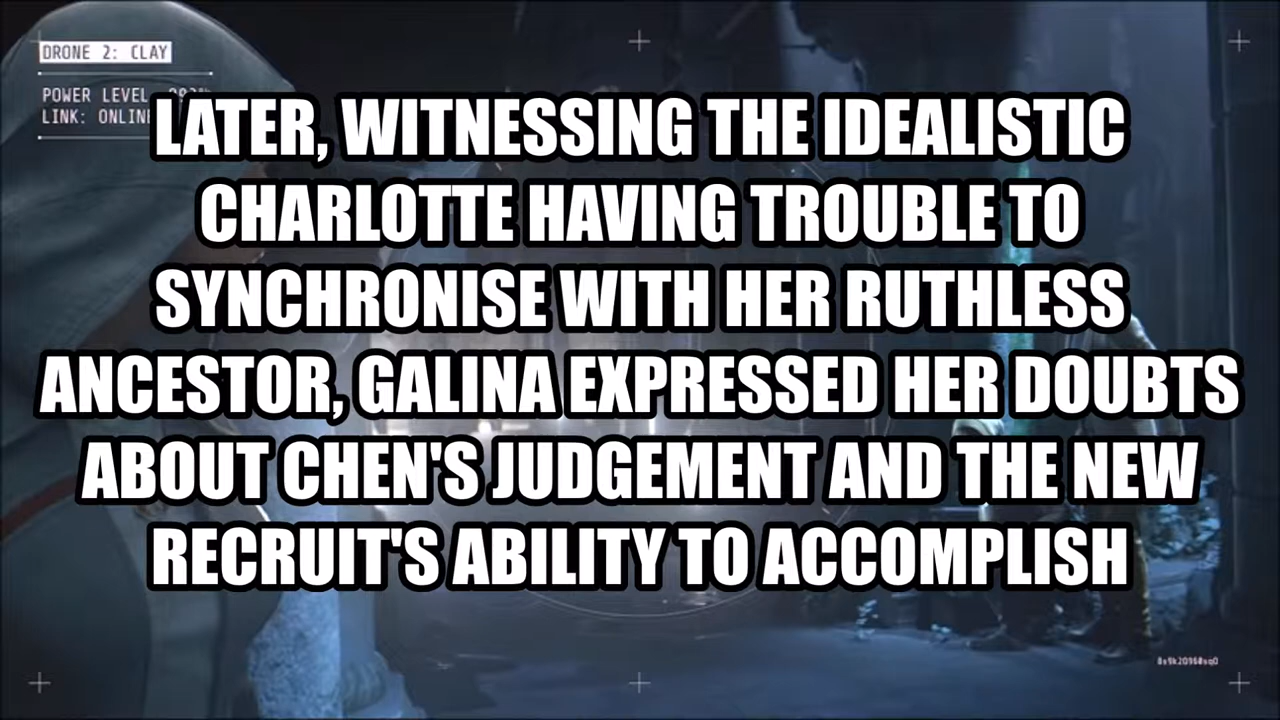 DRONE 2: CLAY
POWER LEVEL
LINK: ONLINE
LATER, WITNESSING THE IDEALISTIC
CHARLOTTE HAVING TROUBLE TO
SYNCHRONISE WITH HER RUTHLESS
ANCESTOR, GALINA EXPRESSED HER DOUBTS
ABOUT CHEN'S JUDGEMENT AND THE NEW
RECRUIT'S ABILITY TO ACCOMPLISH